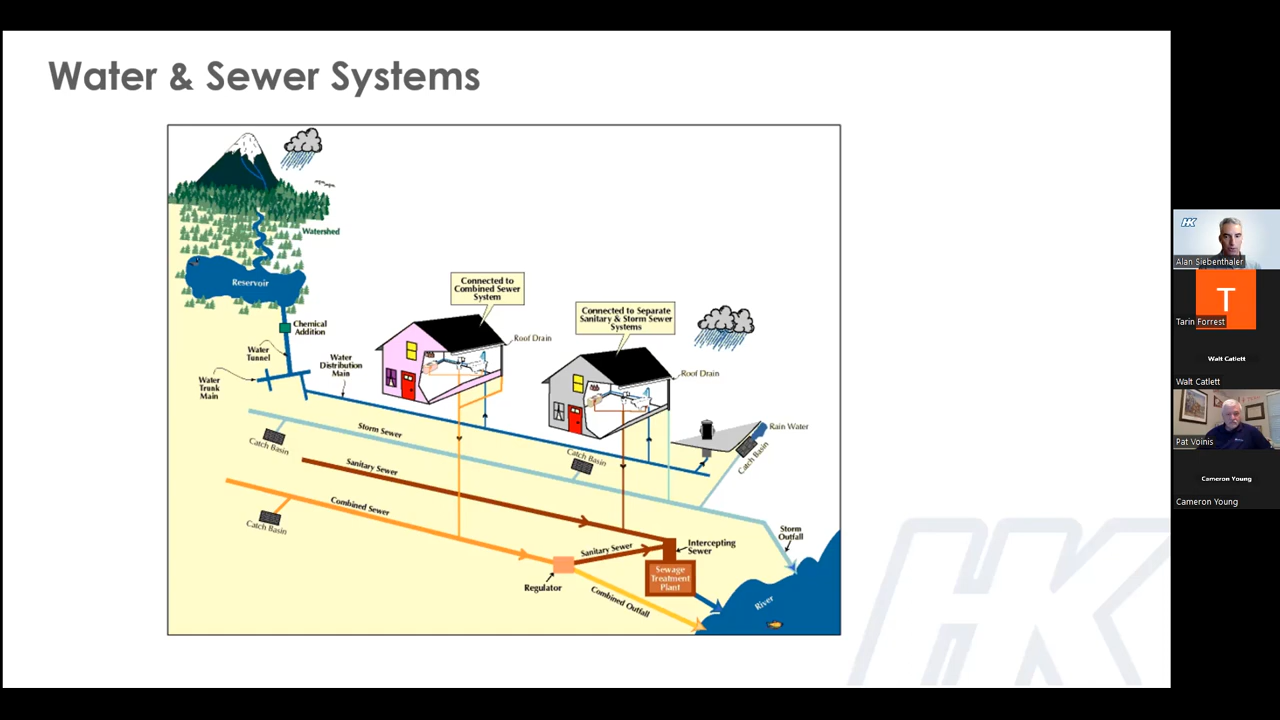 Water & Sewer Systems
Watershed
Reservoir
Chemical
Addition
Water
Tunnel
Water
Trunk
Main
Water
Distribution
Main
Connected to
Combined Sewer
System
Roof Drain
Connected to Separate
Sanitary & Storm Sewer
Systems
Roof Drain
Rain Water
Catch Basin
Storm Sewer
Catch Basin
Catch Basin
Sanitary Sewer
Combined Sewer
Catch Basin
Regulator
Sanitary Sewer
Intercepting
Sewer
Sewage
Treatment
Plant
Combined Outfall
Storm
Outfall
River
HK
HK
Alan Siebenthaler
T
Tarin Forrest
Walt Catlett
Walt Catlett
Pat Voinis
Cameron Young
Cameron Young